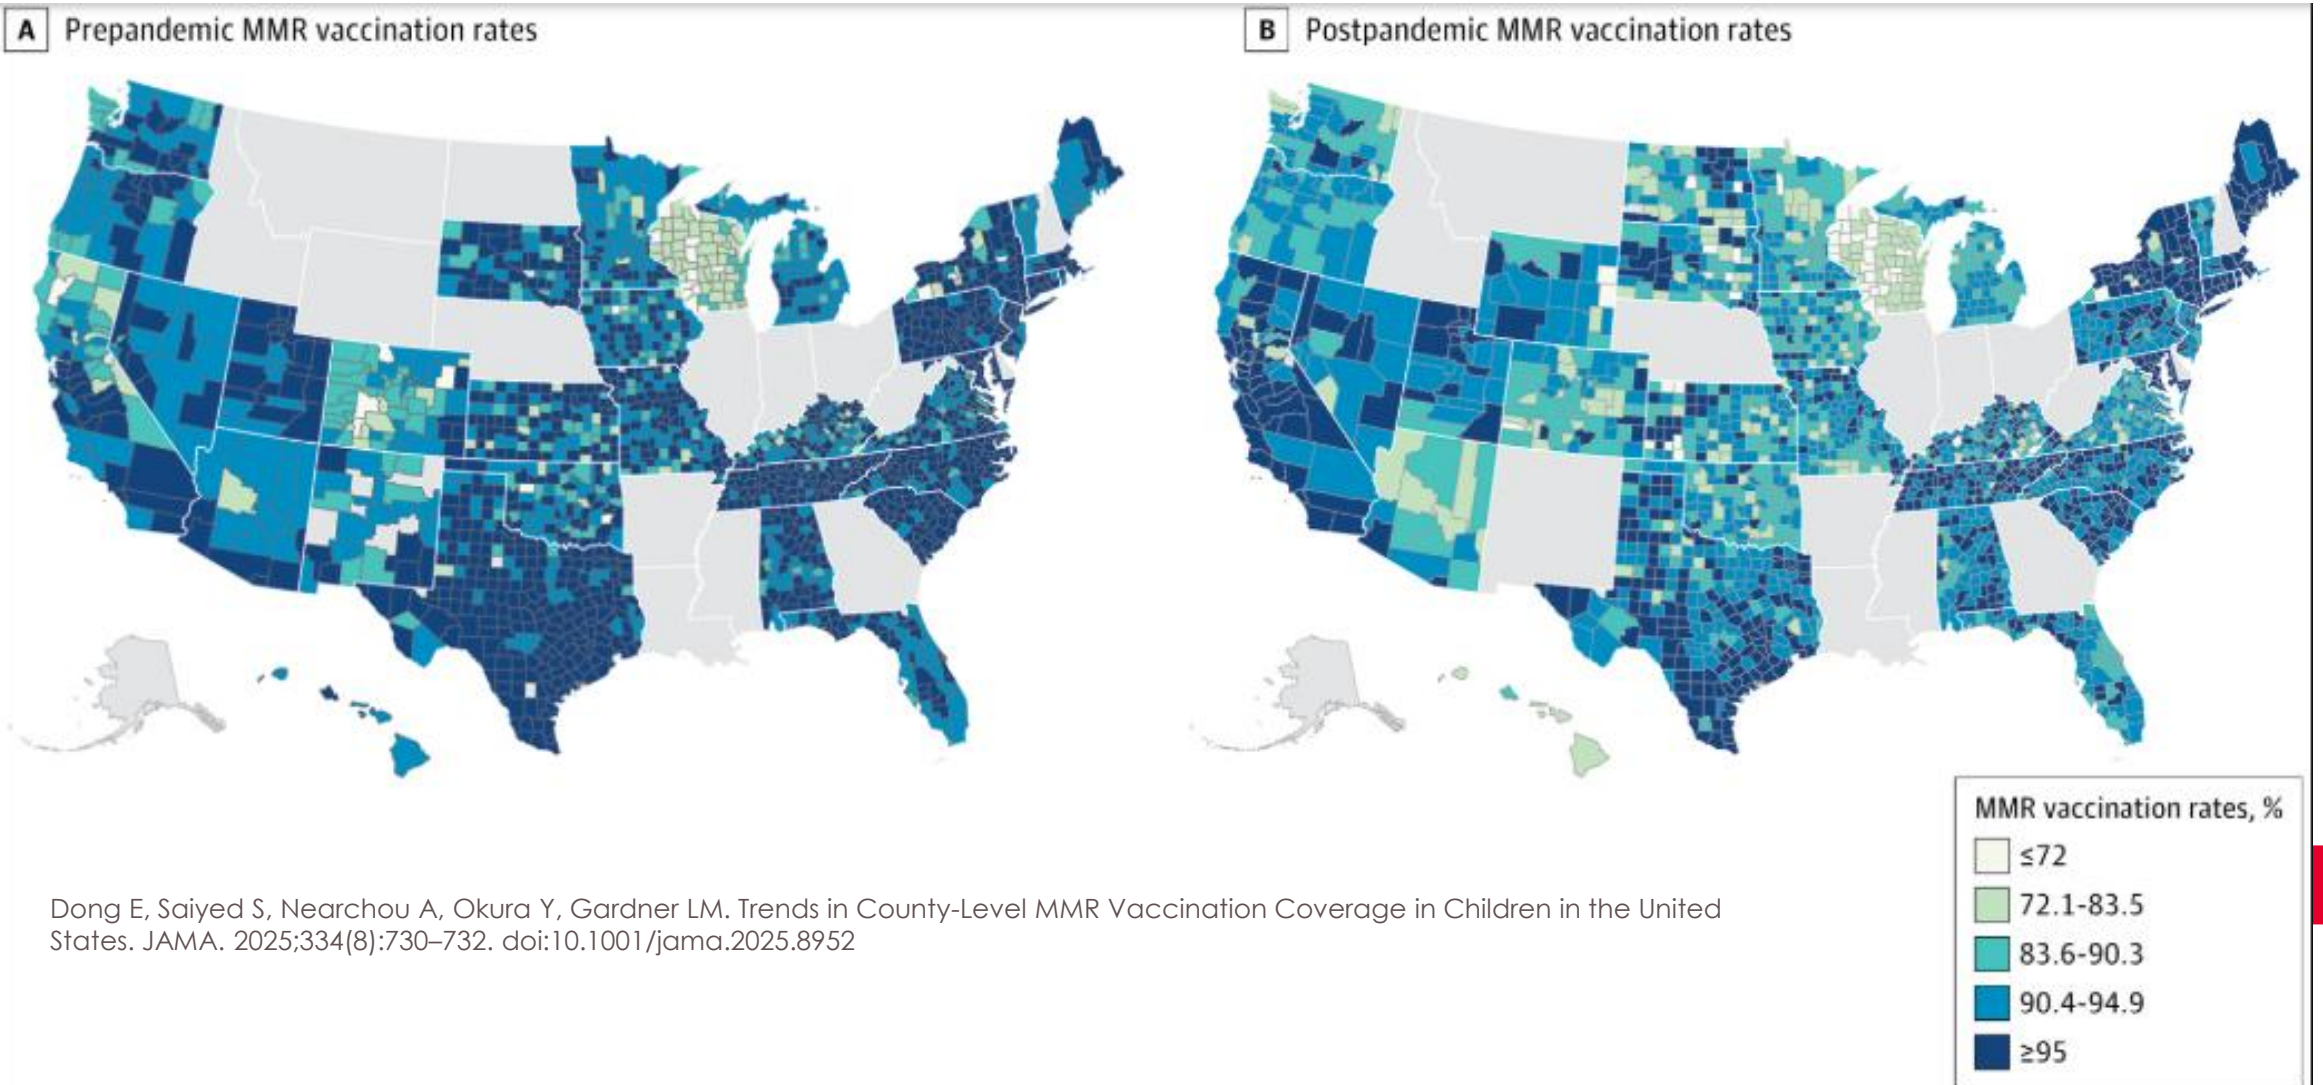 A Prepandemic MMR vaccination rates
B Postpandemic MMR vaccination rates
MMR vaccination rates, %
≤72
72.1-83.5
83.6-90.3
90.4-94.9
≥95
Dong E, Saiyed S, Nearchou A, Okura Y, Gardner LM. Trends in County-Level MMR Vaccination Coverage in Children in the United
States. JAMA. 2025;334(8):730–732. doi:10.1001/jama.2025.8952